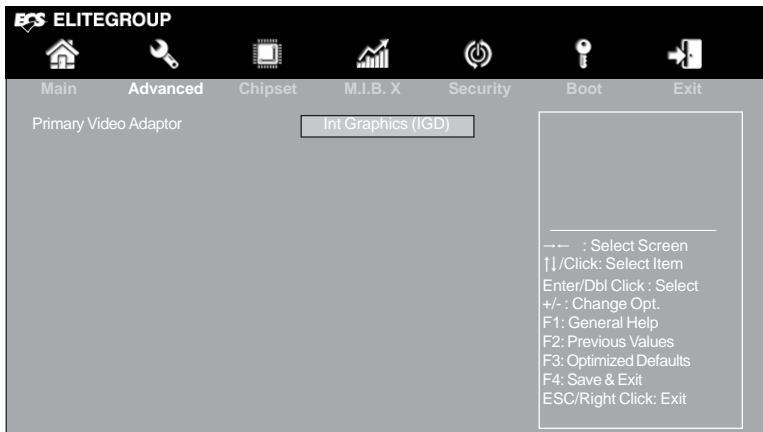 ECS ELITEGROUP
Main Advanced Chipset M.I.B. X Security Boot Exit
Primary Video Adaptor Int Graphics (IGD)
→← : Select Screen
↑↓/Click: Select Item
Enter/Dbl Click : Select
+/- : Change Opt.
F1: General Help
F2: Previous Values
F3: Optimized Defaults
F4: Save & Exit
ESC/Right Click: Exit